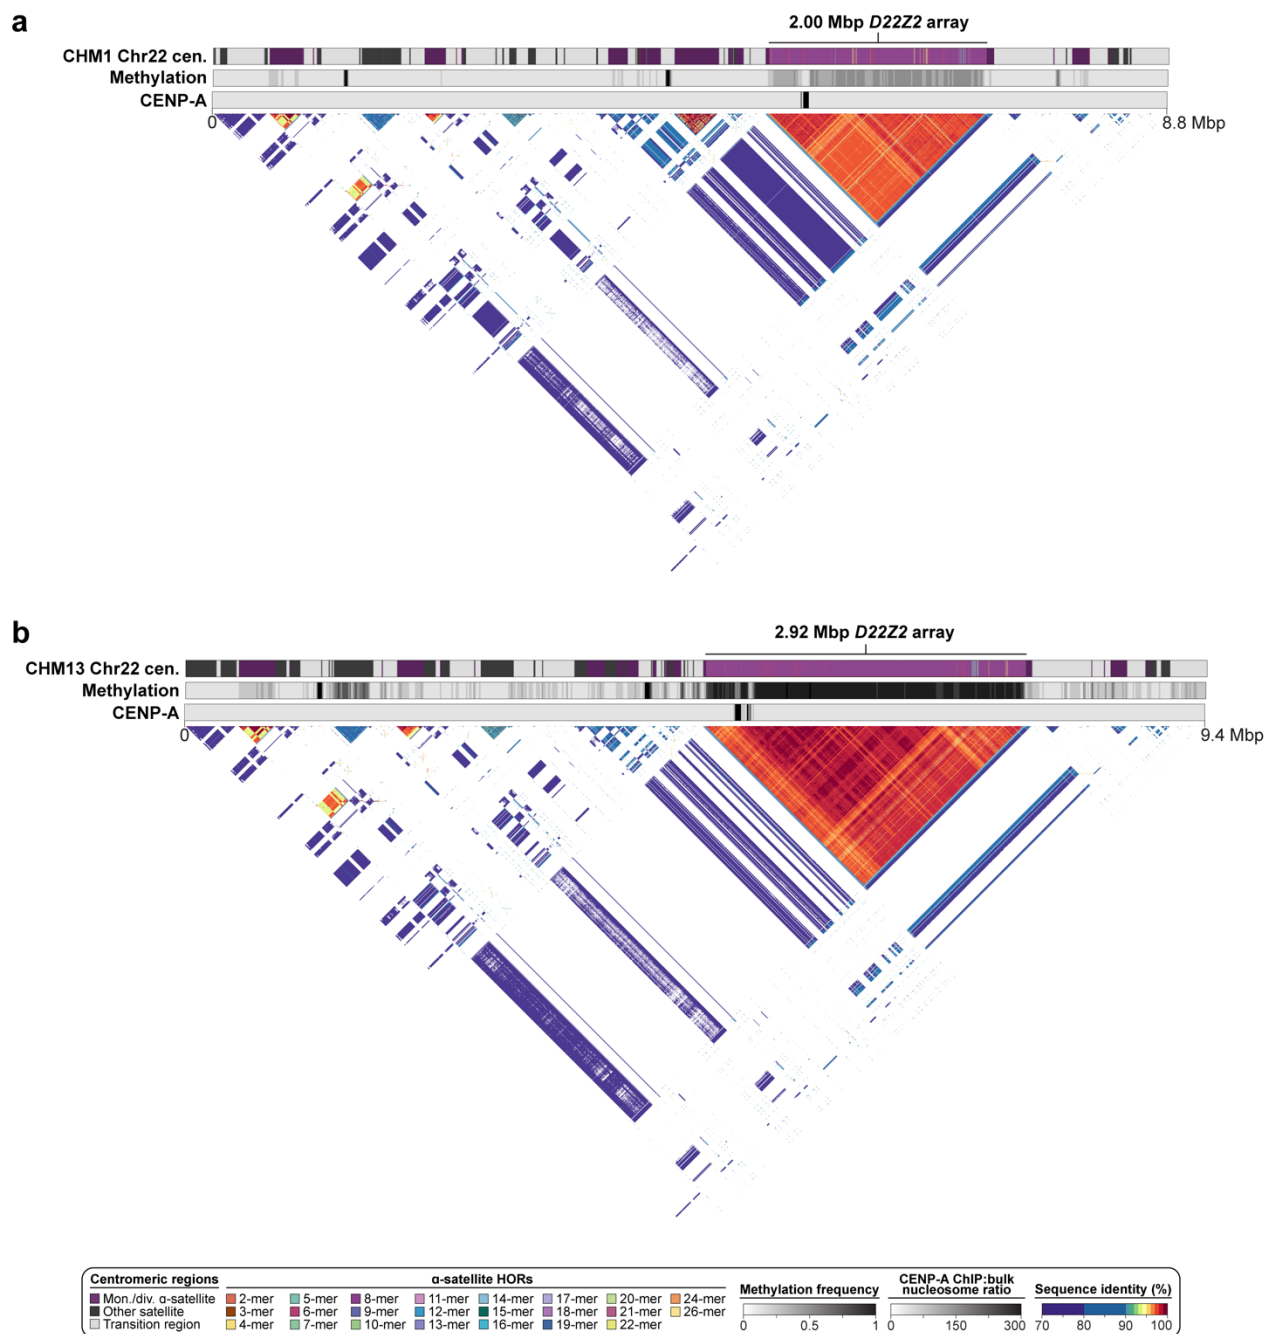 a
2.00 Mbp D22Z2 array
CHM1 Chr22 cen.
Methylation
CENP-A
0
8.8 Mbp
b
2.92 Mbp D22Z2 array
CHM13 Chr22 cen.
Methylation
CENP-A
0
9.4 Mbp
Centromeric regions
Mon./div. α-satellite
Other satellite
Transition region
α-satellite HORs
2-mer 5-mer 8-mer 11-mer 14-mer 17-mer 20-mer 24-mer
3-mer 6-mer 9-mer 12-mer 15-mer 18-mer 21-mer 26-mer
4-mer 7-mer 10-mer 13-mer 16-mer 19-mer 22-mer
Methylation frequency
0 0.5 1
CENP-A ChIP:bulk
nucleosome ratio
0 150 300
Sequence identity (%)
70 80 90 100